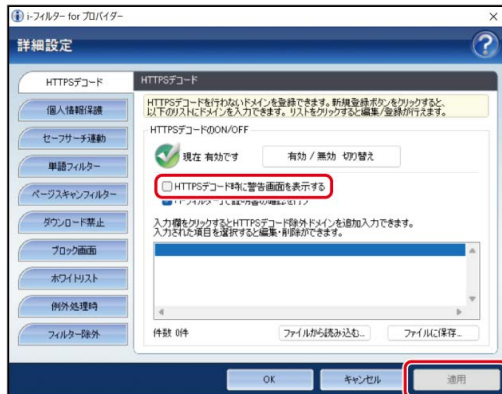 i-フィルター for プロバイダー
詳細設定
HTTPSデコード
個人情報保護
セーフサーチ連動
単語フィルター
ページスキャンフィルター
ダウンロード禁止
ブロック画面
ホワイトリスト
例外処理時
フィルター除外
HTTPSデコード
HTTPSデコードを行わないドメインを登録できます。新規登録ボタンをクリックすると、
以下のリストにドメインを入力できます。リストをクリックすると編集/登録が行えます。
HTTPSデコードのON/OFF
現在 有効です
有効 / 無効 切り替え
HTTPSデコード時に警告画面を表示する
入力欄をクリックするとHTTPSデコード除外ドメインを追加入力できます。
入力された項目を選択すると編集・削除ができます。
件数 0件
ファイルから読み込む...
ファイルに保存...
OK
キャンセル
適用